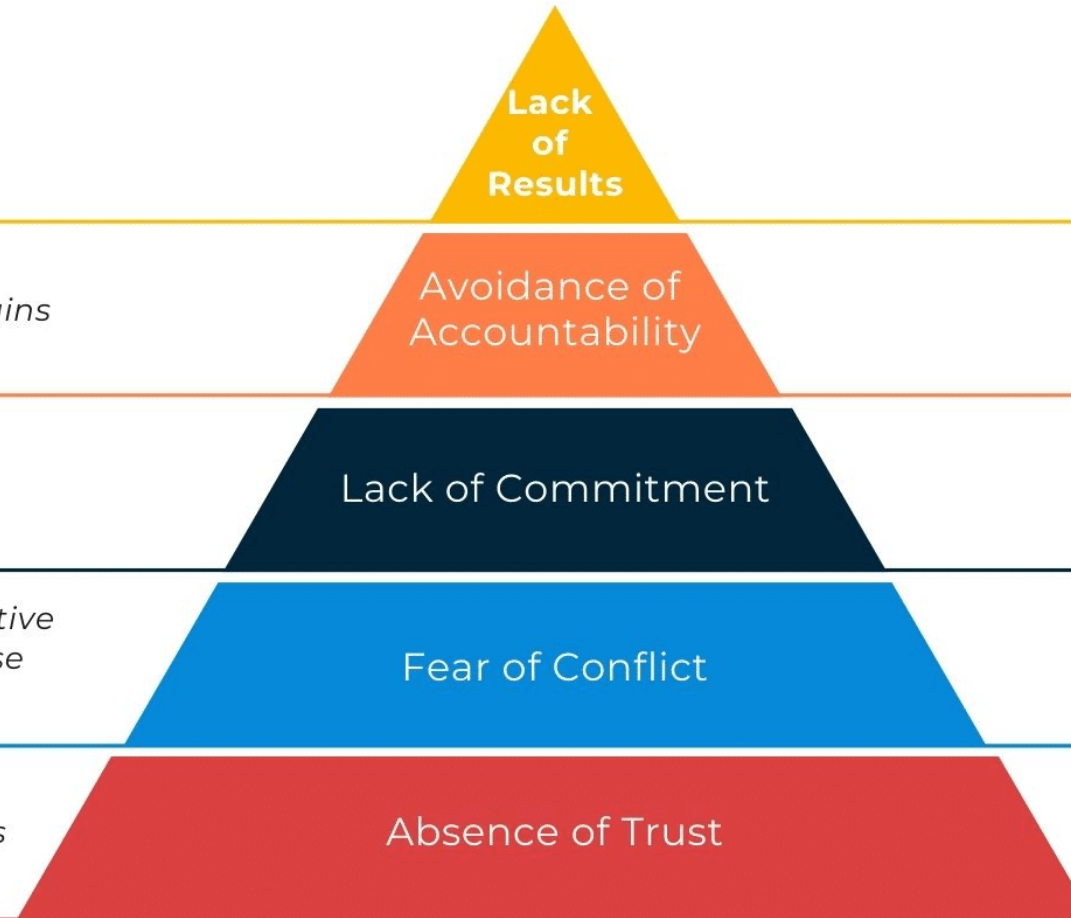 Lack
of
Results
Avoidance of
Accountability
Lack of Commitment
Fear of Conflict
Absence of Trust